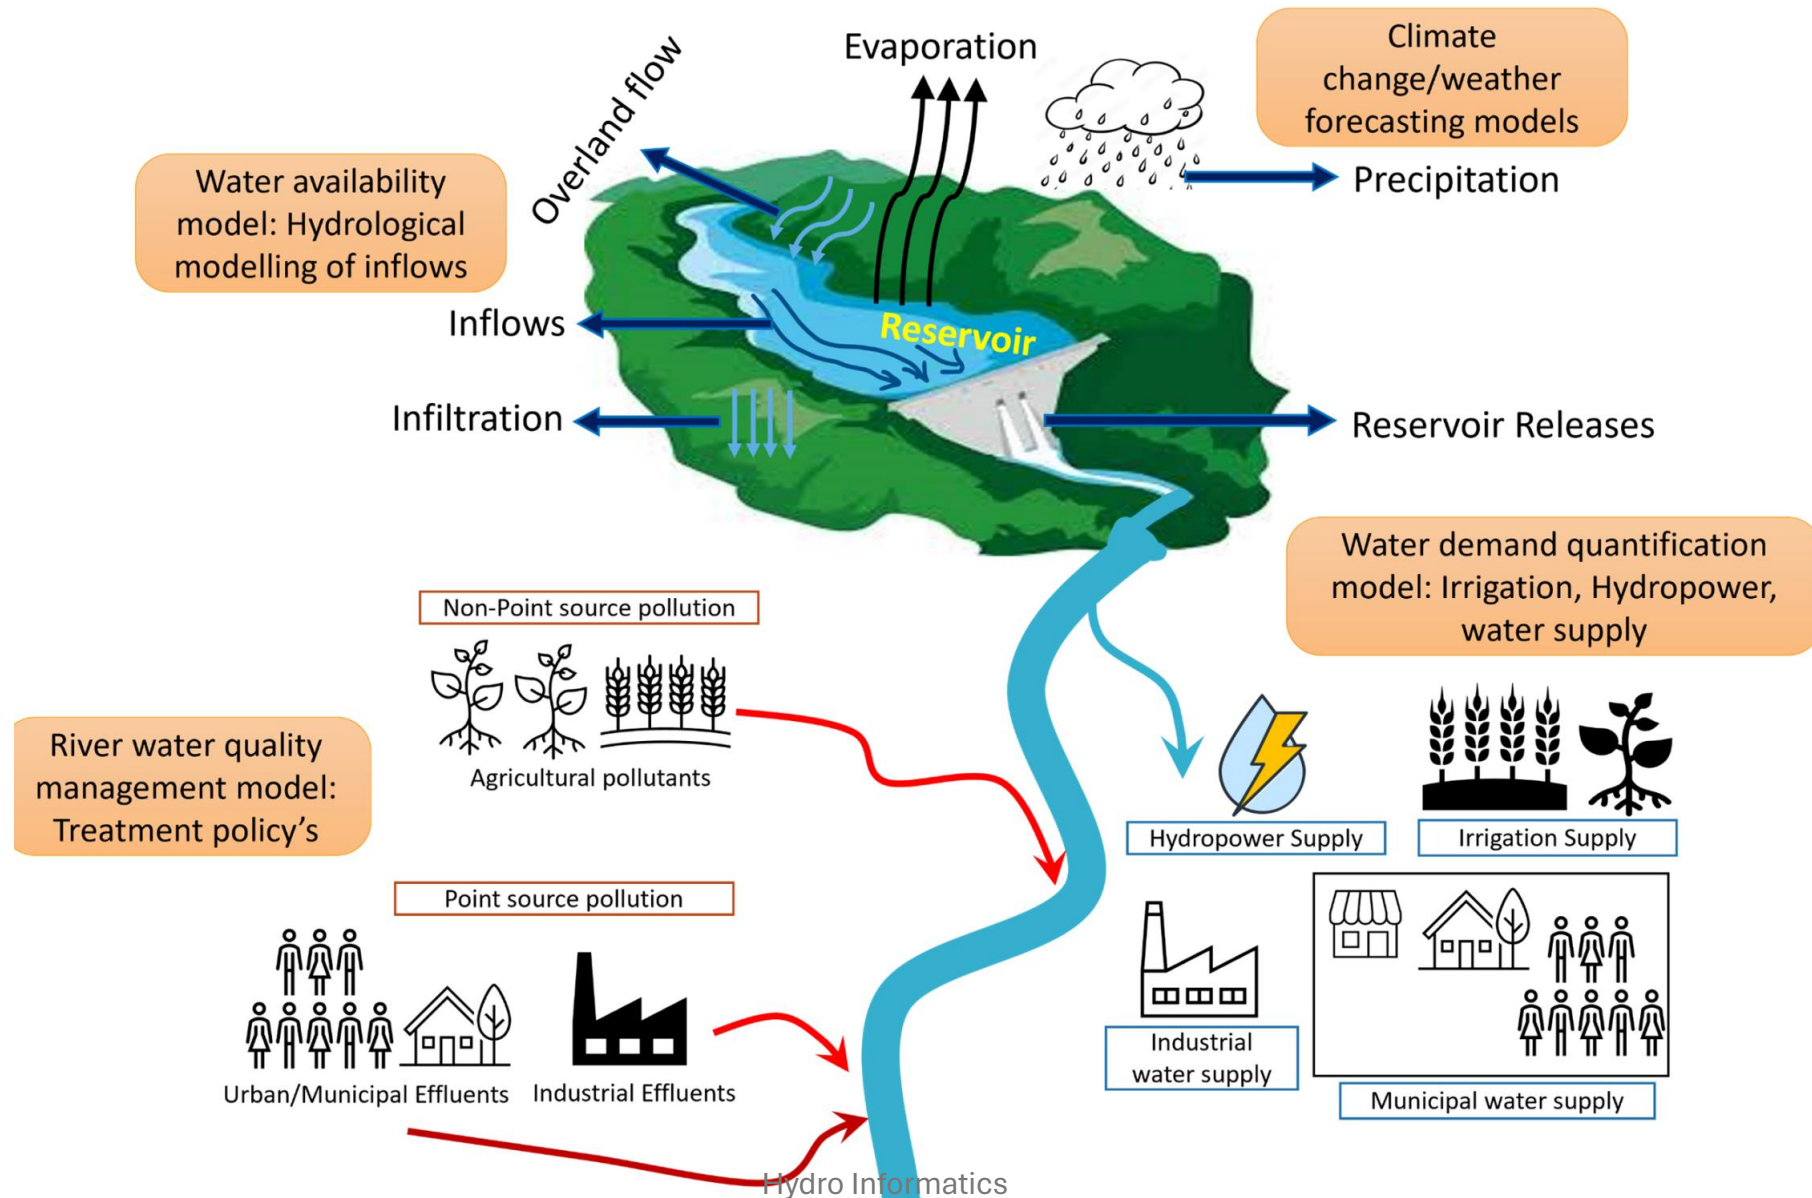 Evaporation
Climate
change/weather
forecasting models
Overland flow
Water availability
model: Hydrological
modelling of inflows
Precipitation
Inflows
Reservoir
Infiltration
Reservoir Releases
Water demand quantification
model: Irrigation, Hydropower,
water supply
Non-Point source pollution
Agricultural pollutants
River water quality
management model:
Treatment policy’s
Hydropower Supply
Irrigation Supply
Point source pollution
Urban/Municipal Effluents
Industrial Effluents
Industrial
water supply
Municipal water supply
Hydro Informatics